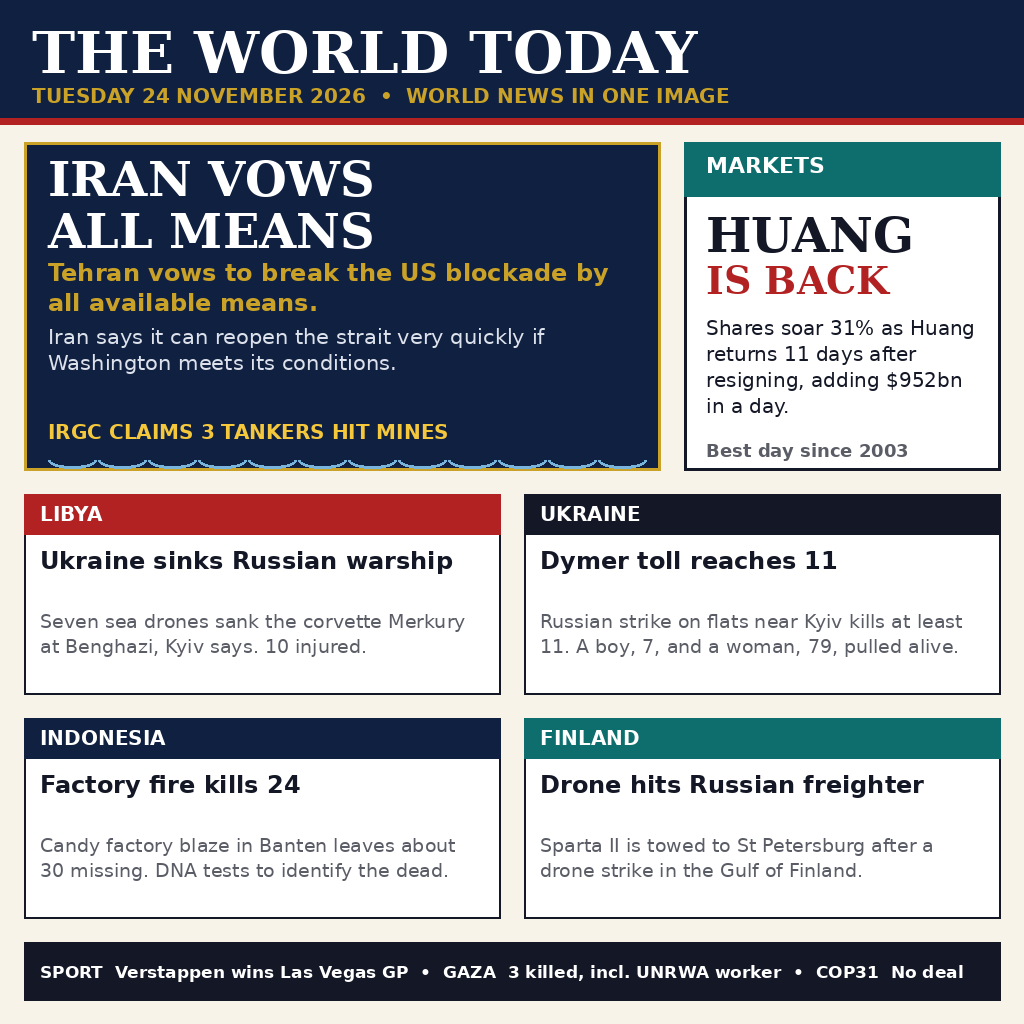 THE WORLD TODAY
TUESDAY 24 NOVEMBER 2026 • WORLD NEWS IN ONE IMAGE
IRAN VOWS
ALL MEANS
Tehran vows to break the US blockade by
all available means.
Iran says it can reopen the strait very quickly if
Washington meets its conditions.
IRGC CLAIMS 3 TANKERS HIT MINES
MARKETS
HUANG
IS BACK
Shares soar 31% as Huang
returns 11 days after
resigning, adding $952bn
in a day.
Best day since 2003
LIBYA
Ukraine sinks Russian warship
Seven sea drones sank the corvette Merkury
at Benghazi, Kyiv says. 10 injured.
UKRAINE
Dymer toll reaches 11
Russian strike on flats near Kyiv kills at least
11. A boy, 7, and a woman, 79, pulled alive.
INDONESIA
Factory fire kills 24
Candy factory blaze in Banten leaves about
30 missing. DNA tests to identify the dead.
FINLAND
Drone hits Russian freighter
Sparta II is towed to St Petersburg after a
drone strike in the Gulf of Finland.
SPORT Verstappen wins Las Vegas GP • GAZA 3 killed, incl. UNRWA worker • COP31 No deal